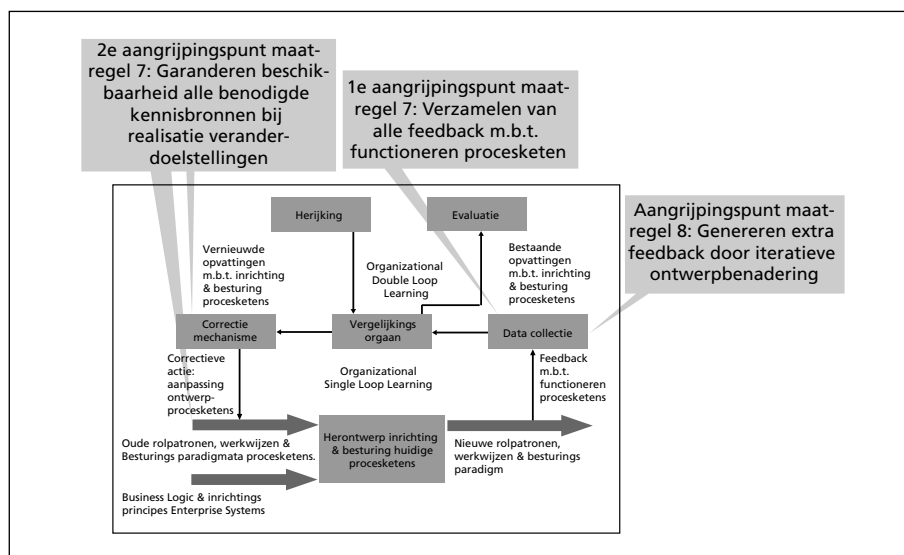 2e aangrijpingspunt maat-
regel 7: Garanderen beschik-
baarheid alle benodigde
kennisbronnen bij
realisatie verander-
doelstellingen
1e aangrijpingspunt maat-
regel 7: Verzamelen van
alle feedback m.b.t.
functioneren procesketen
Aangrijpingspunt maat-
regel 8: Genereren extra
feedback door iteratieve
ontwerpbenadering
Herijking
Evaluatie
Vernieuwde
opvattingen
m.b.t. inrichting
& besturing
procesketens
Organizational
Double Loop
Learning
Bestaande
opvattingen
m.b.t. inrichting
& besturing
procesketens
Correctie
mechanisme
Vergelijkings
orgaan
Data collectie
Correctieve
actie:
aanpassing
ontwerp-
procesketens
Organizational
Single Loop Learning
Feedback
m.b.t.
functioneren
procesketens
Oude rolpatronen, werkwijzen &
Besturings paradigmata procesketens.
Herontwerp inrichting
& besturing huidige
procesketens
Nieuwe rolpatronen,
werkwijzen & besturings
paradigm
Business Logic & inrichtings
principes Enterprise Systems